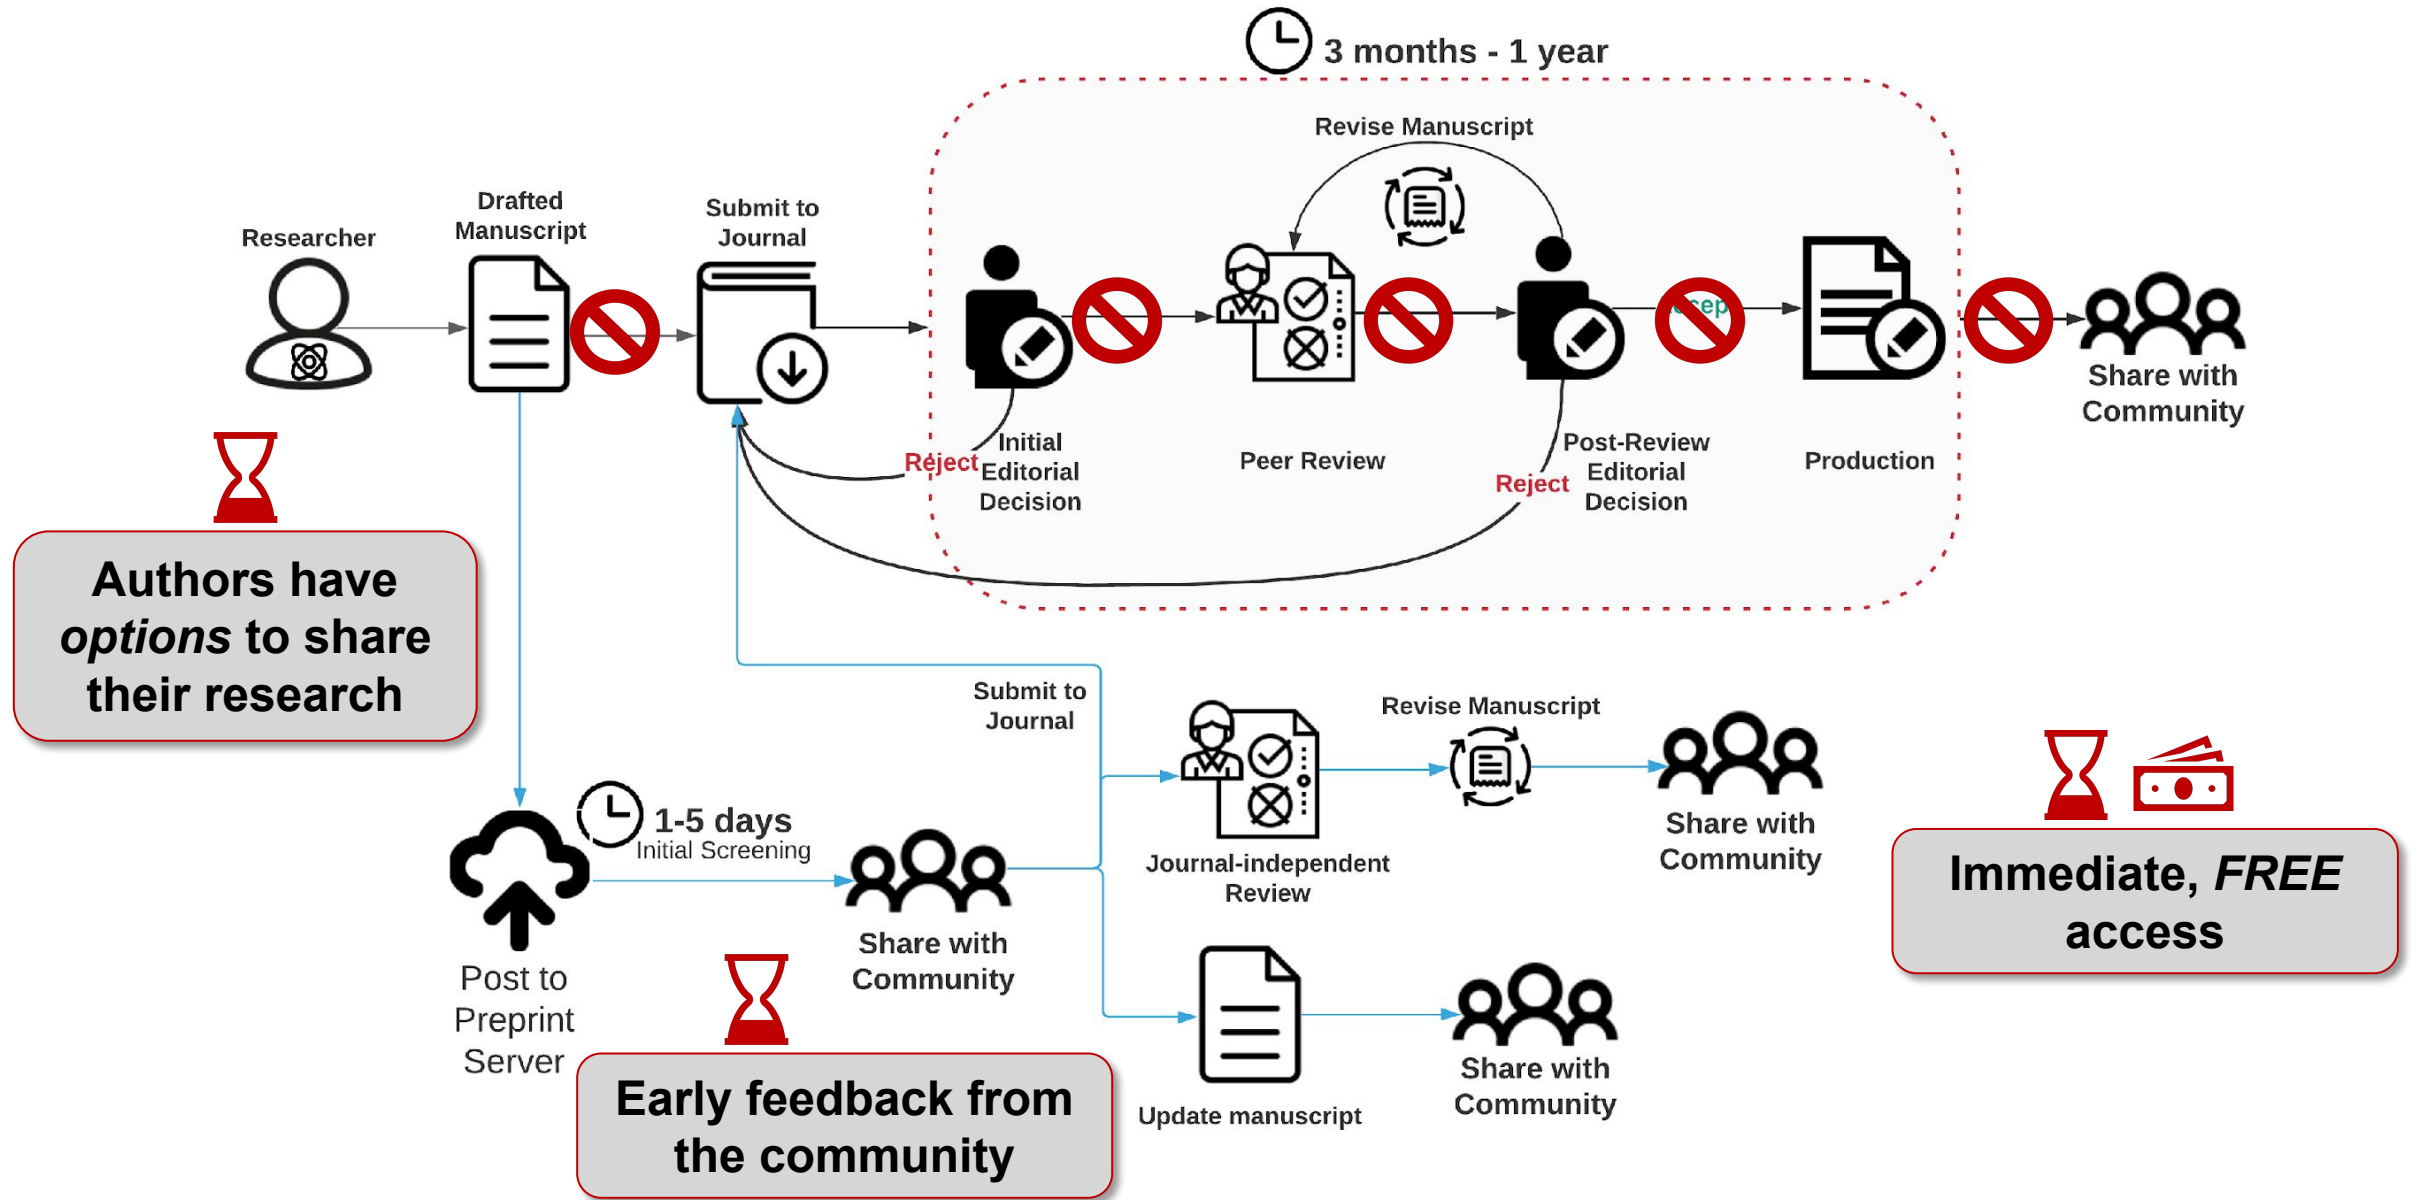 3 months - 1 year
Revise Manuscript
Researcher
Drafted
Manuscript
Submit to
Journal
Share with
Community
Reject
Initial
Editorial
Decision
Peer Review
Reject
Post-Review
Editorial
Decision
Production
Authors have
options to share
their research
Submit to
Journal
Revise Manuscript
Share with
Community
Journal-independent
Review
1-5 days
Initial Screening
Share with
Community
Post to
Preprint
Server
Immediate, FREE
access
Early feedback from
the community
Update manuscript
Share with
Community